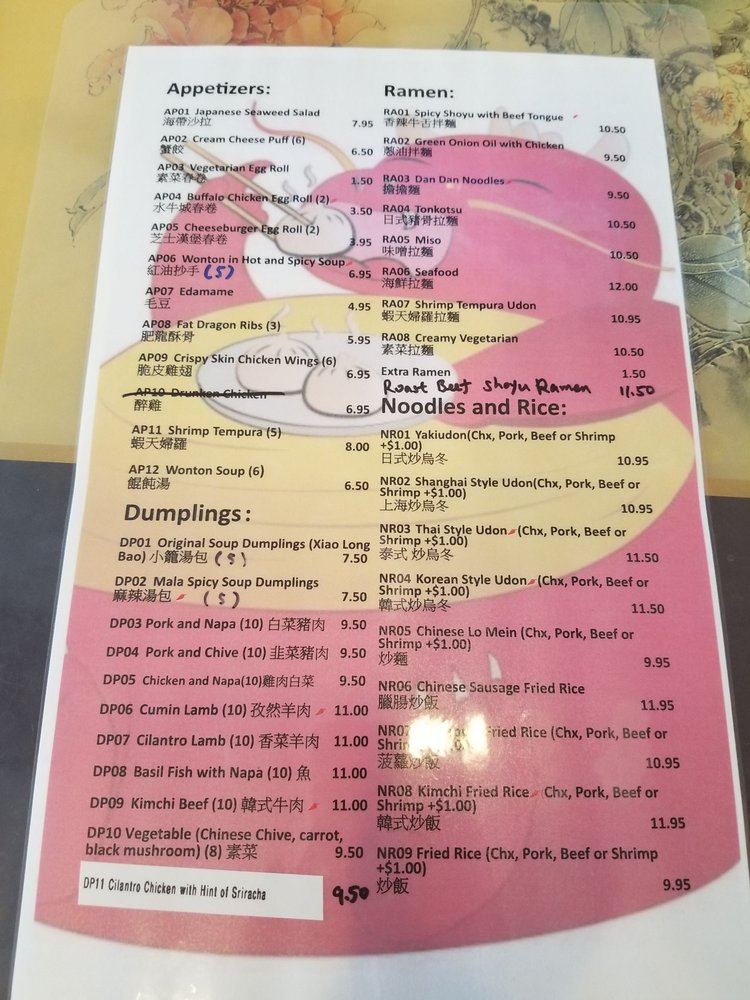 Appetizers:
AP01 Japanese Seaweed Salad
海帶沙拉 7.95
AP02 Cream Cheese Puff (6)
蟹餃 6.50
AP03 Vegetarian Egg Roll
素菜春卷 1.50
AP04 Buffalo Chicken Egg Roll (2)
水牛城春卷 3.50
AP05 Cheeseburger Egg Roll (2)
芝士漢堡春卷 3.95
AP06 Wonton in Hot and Spicy Soup
紅油抄手 (5) 6.95
AP07 Edamame
毛豆 4.95
AP08 Fat Dragon Ribs (3)
肥龍酥骨 5.95
AP09 Crispy Skin Chicken Wings (6)
脆皮雞翅 6.95
AP10 Drunken Chicken
醉雞 6.95
AP11 Shrimp Tempura (5)
蝦天婦羅 8.00
AP12 Wonton Soup (6)
餛飩湯 6.50
Dumplings:
DP01 Original Soup Dumplings (Xiao Long
Bao) 小籠湯包 (5) 7.50
DP02 Mala Spicy Soup Dumplings
麻辣湯包 (5) 7.50
DP03 Pork and Napa (10) 白菜豬肉 9.50
DP04 Pork and Chive (10) 韭菜豬肉 9.50
DP05 Chicken and Napa(10)雞肉白菜 9.50
DP06 Cumin Lamb (10) 孜然羊肉 11.00
DP07 Cilantro Lamb (10) 香菜羊肉 11.00
DP08 Basil Fish with Napa (10) 魚 11.00
DP09 Kimchi Beef (10) 韓式牛肉 11.00
DP10 Vegetable (Chinese Chive, carrot,
black mushroom) (8) 素菜 9.50
DP11 Cilantro Chicken with Hint of Sriracha 9.50
Ramen:
RA01 Spicy Shoyu with Beef Tongue
香辣牛舌拌麵 10.50
RA02 Green Onion Oil with Chicken
蔥油拌麵 9.50
RA03 Dan Dan Noodles
擔擔麵 9.50
RA04 Tonkotsu
日式豬骨拉麵 10.50
RA05 Miso
味噌拉麵 10.50
RA06 Seafood
海鮮拉麵 12.00
RA07 Shrimp Tempura Udon
蝦天婦羅拉麵 10.95
RA08 Creamy Vegetarian
素菜拉麵 10.50
Extra Ramen 1.50
Roast Beef Shoyu Ramen 11.50
Noodles and Rice:
NR01 Yakiudon(Chx, Pork, Beef or Shrimp
+$1.00)
日式炒烏冬 10.95
NR02 Shanghai Style Udon(Chx, Pork, Beef or
Shrimp +$1.00)
上海炒烏冬 10.95
NR03 Thai Style Udon (Chx, Pork, Beef or
Shrimp +$1.00)
泰式 炒烏冬 11.50
NR04 Korean Style Udon (Chx, Pork, Beef or
Shrimp +$1.00)
韓式炒烏冬 11.50
NR05 Chinese Lo Mein (Chx, Pork, Beef or
Shrimp +$1.00)
炒麵 9.95
NR06 Chinese Sausage Fried Rice
臘腸炒飯 11.95
Fried Rice (Chx, Pork, Beef or
菠蘿炒飯 10.95
NR08 Kimchi Fried Rice Chx, Pork, Beef or
Shrimp +$1.00)
韓式炒飯 11.95
NR09 Fried Rice (Chx, Pork, Beef or Shrimp
+$1.00)
炒飯 9.95